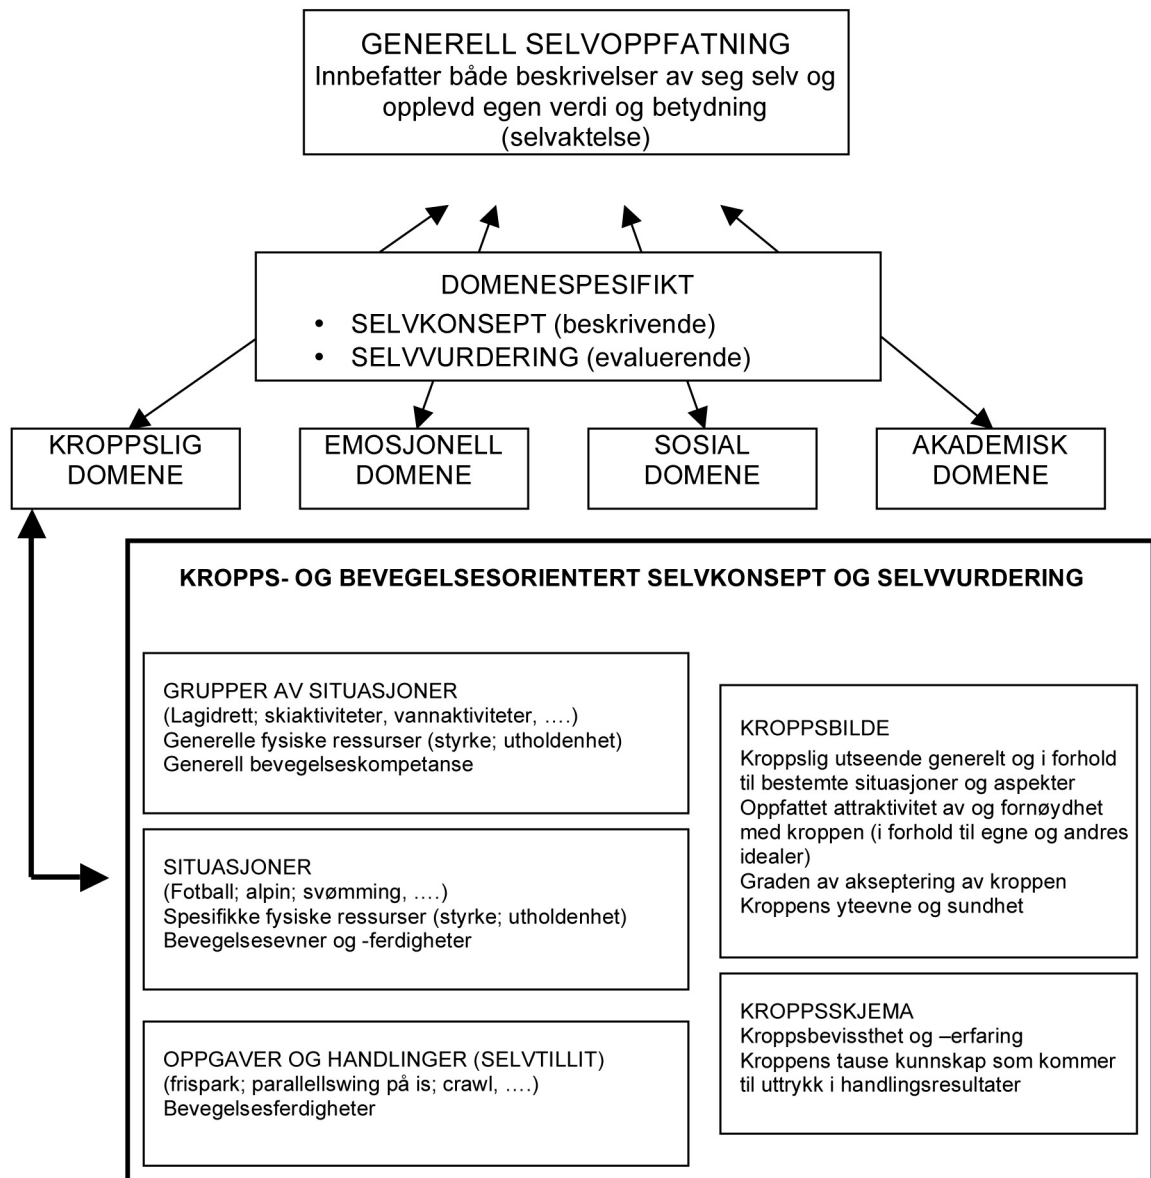 GENERELL SELVOPPFATNING
Innbefatter både beskrivelser av seg selv og
opplevd egen verdi og betydning
(selvaktelse)
DOMENESPESIFIKT
• SELVKONSEPT (beskrivende)
• SELVVURDERING (evaluerende)
KROPPSLIG
DOMENE
EMOSJONELL
DOMENE
SOSIAL
DOMENE
AKADEMISK
DOMENE
KROPPS- OG BEVEGELSESORIENTERT SELVKONSEPT OG SELVVURDERING
GRUPPER AV SITUASJONER
(Lagidrett; skiaktiviteter, vannaktiviteter, ….)
Generelle fysiske ressurser (styrke; utholdenhet)
Generell bevegelseskompetanse
SITUASJONER
(Fotball; alpin; svømming, ….)
Spesifikke fysiske ressurser (styrke; utholdenhet)
Bevegelsesevner og -ferdigheter
OPPGAVER OG HANDLINGER (SELVTILLIT)
(frispark; parallellswing på is; crawl, ….)
Bevegelsesferdigheter
KROPPSBILDE
Kroppslig utseende generelt og i forhold
til bestemte situasjoner og aspekter
Oppfattet attraktivitet av og fornøydhet
med kroppen (i forhold til egne og andres
idealer)
Graden av akseptering av kroppen
Kroppens yteevne og sundhet
KROPPSSKJEMA
Kroppsbevissthet og –erfaring
Kroppens tause kunnskap som kommer
til uttrykk i handlingsresultater